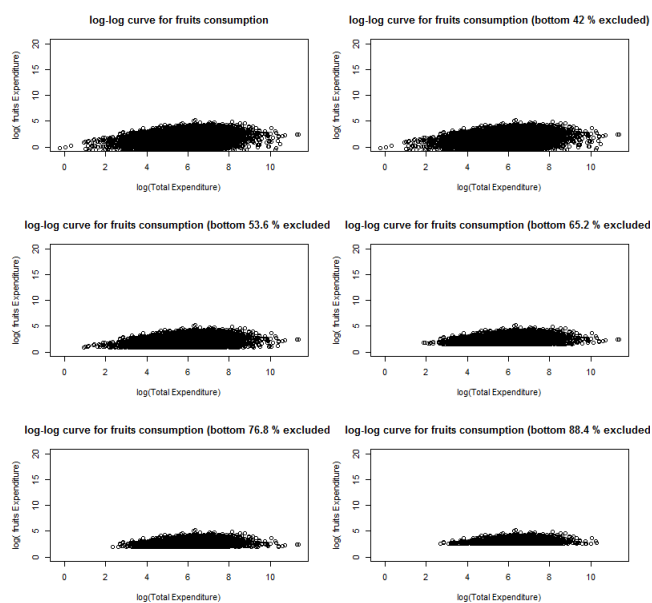 log-log curve for fruits consumption
20
15
10
5
0
log( fruits Expenditure)
0 2 4 6 8 10
log(Total Expenditure)
log-log curve for fruits consumption (bottom 42 % excluded)
20
15
10
5
0
log( fruits Expenditure)
0 2 4 6 8 10
log(Total Expenditure)
log-log curve for fruits consumption (bottom 53.6 % excluded
20
15
10
5
0
log( fruits Expenditure)
0 2 4 6 8 10
log(Total Expenditure)
log-log curve for fruits consumption (bottom 65.2 % excluded
20
15
10
5
0
log( fruits Expenditure)
0 2 4 6 8 10
log(Total Expenditure)
log-log curve for fruits consumption (bottom 76.8 % excluded
20
15
10
5
0
log( fruits Expenditure)
0 2 4 6 8 10
log(Total Expenditure)
log-log curve for fruits consumption (bottom 88.4 % excluded
20
15
10
5
0
log( fruits Expenditure)
0 2 4 6 8 10
log(Total Expenditure)